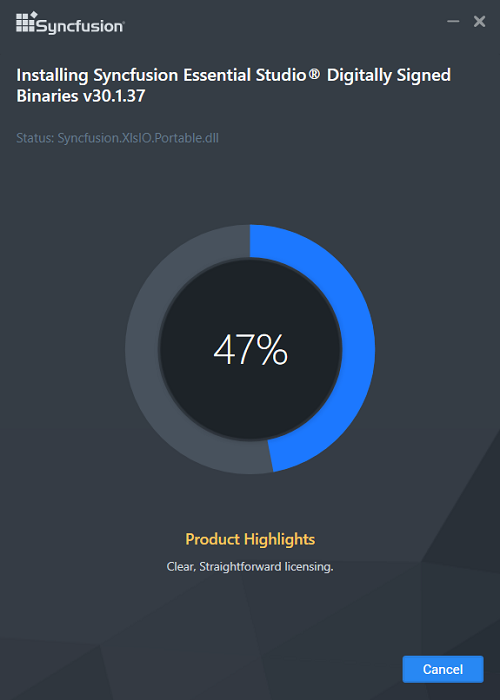 Syncfusion®
Installing Syncfusion Essential Studio® Digitally Signed
Binaries v30.1.37
Status: Syncfusion.XlsIO.Portable.dll
47%
Product Highlights
Clear, Straightforward licensing.
Cancel